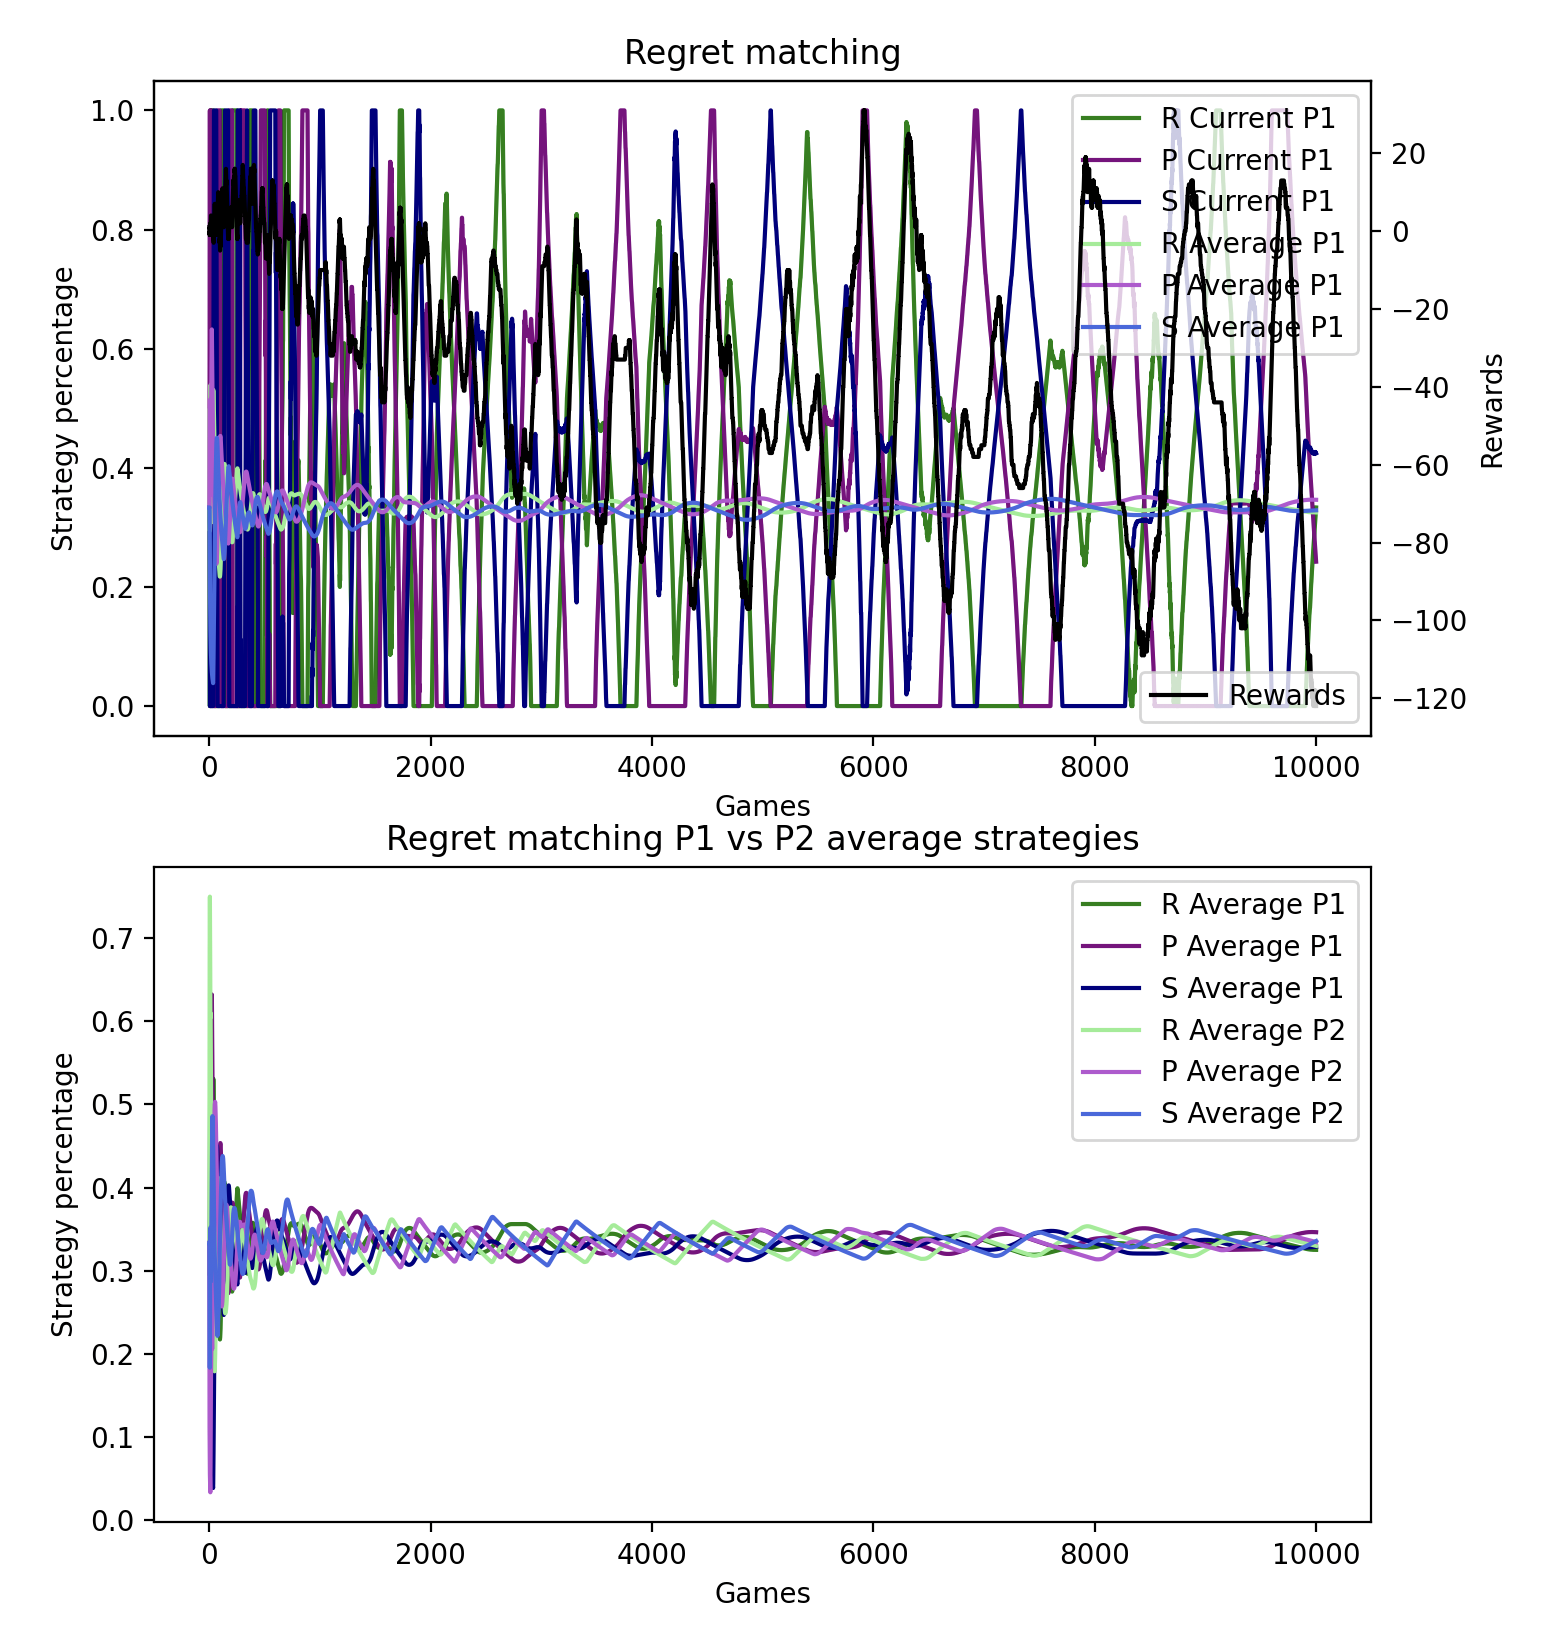 Regret matching
Strategy percentage
1.0
0.8
0.6
0.4
0.2
0.0
R Current P1
P Current P1
S Current P1
R Average P1
P Average P1
S Average P1
Rewards
20
0
−20
−40
−60
−80
−100
−120
Rewards
0 2000 4000 6000 8000 10000
Games
Regret matching P1 vs P2 average strategies
Strategy percentage
0.7
0.6
0.5
0.4
0.3
0.2
0.1
0.0
R Average P1
P Average P1
S Average P1
R Average P2
P Average P2
S Average P2
0 2000 4000 6000 8000 10000
Games